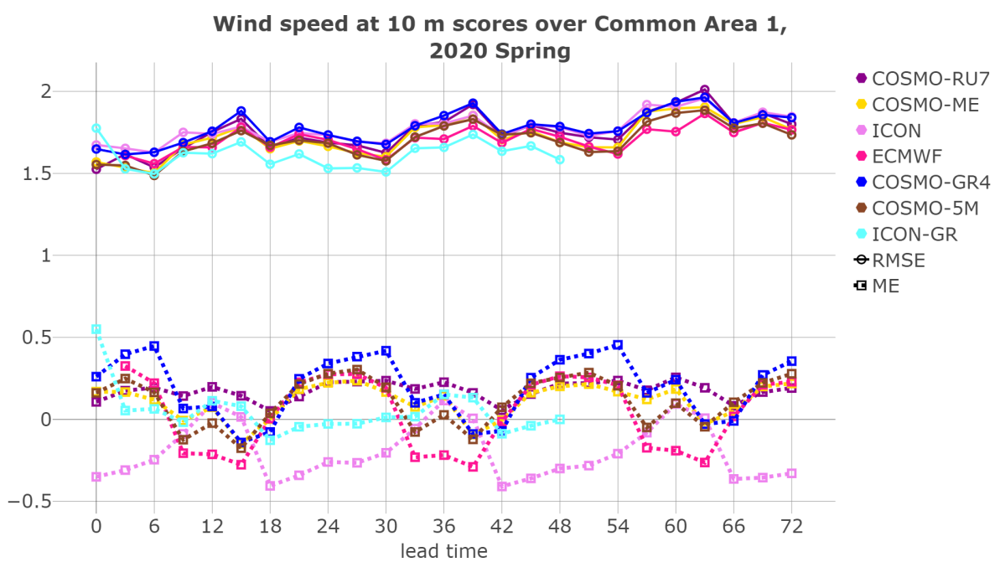 Wind speed at 10 m scores over Common Area 1,
2020 Spring
2
1.5
1
0.5
0
−0.5
0 6 12 18 24 30 36 42 48 54 60 66 72
lead time
COSMO-RU7
COSMO-ME
ICON
ECMWF
COSMO-GR4
COSMO-5M
ICON-GR
RMSE
ME